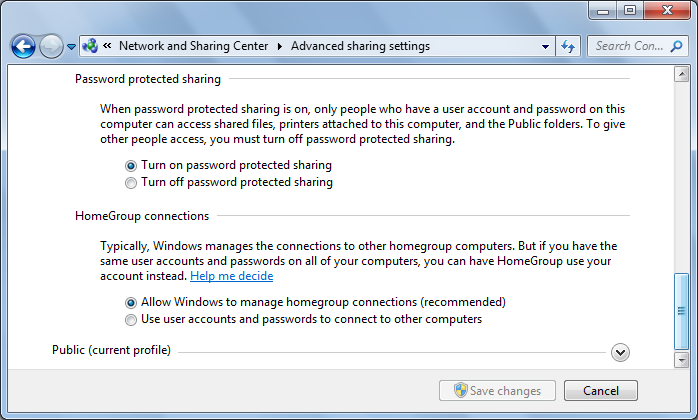 « Network and Sharing Center Advanced sharing settings Search Con...
Password protected sharing
When password protected sharing is on, only people who have a user account and password on this
computer can access shared files, printers attached to this computer, and the Public folders. To give
other people access, you must turn off password protected sharing.
Turn on password protected sharing
Turn off password protected sharing
HomeGroup connections
Typically, Windows manages the connections to other homegroup computers. But if you have the
same user accounts and passwords on all of your computers, you can have HomeGroup use your
account instead. Help me decide
Allow Windows to manage homegroup connections (recommended)
Use user accounts and passwords to connect to other computers
Public (current profile)
Save changes Cancel